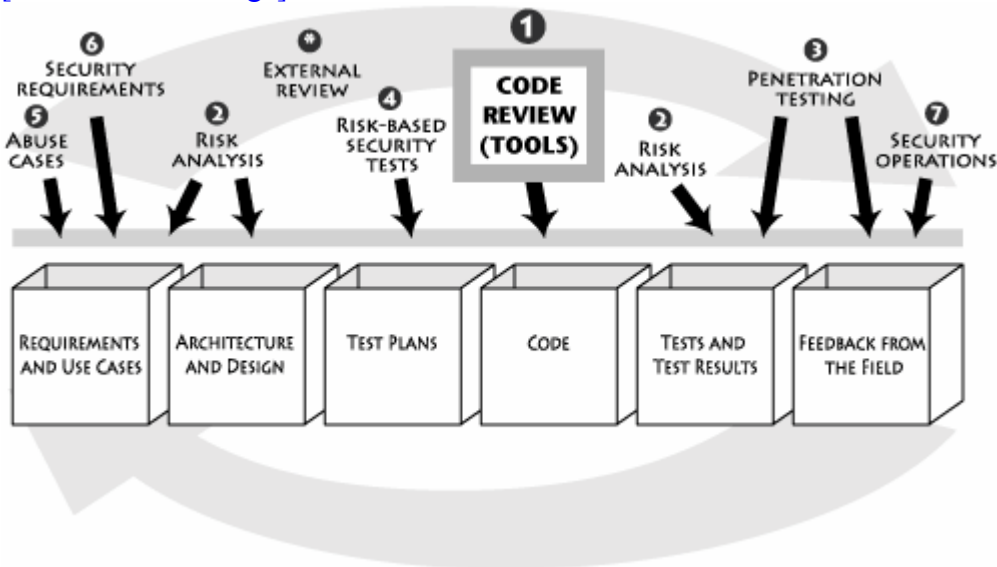 6
SECURITY
REQUIREMENTS
5
ABUSE
CASES
2
RISK
ANALYSIS
*
EXTERNAL
REVIEW
4
RISK-BASED
SECURITY
TESTS
1
CODE
REVIEW
(TOOLS)
2
RISK
ANALYSIS
3
PENETRATION
TESTING
7
SECURITY
OPERATIONS
REQUIREMENTS
AND USE CASES
ARCHITECTURE
AND DESIGN
TEST PLANS
CODE
TESTS AND
TEST RESULTS
FEEDBACK FROM
THE FIELD